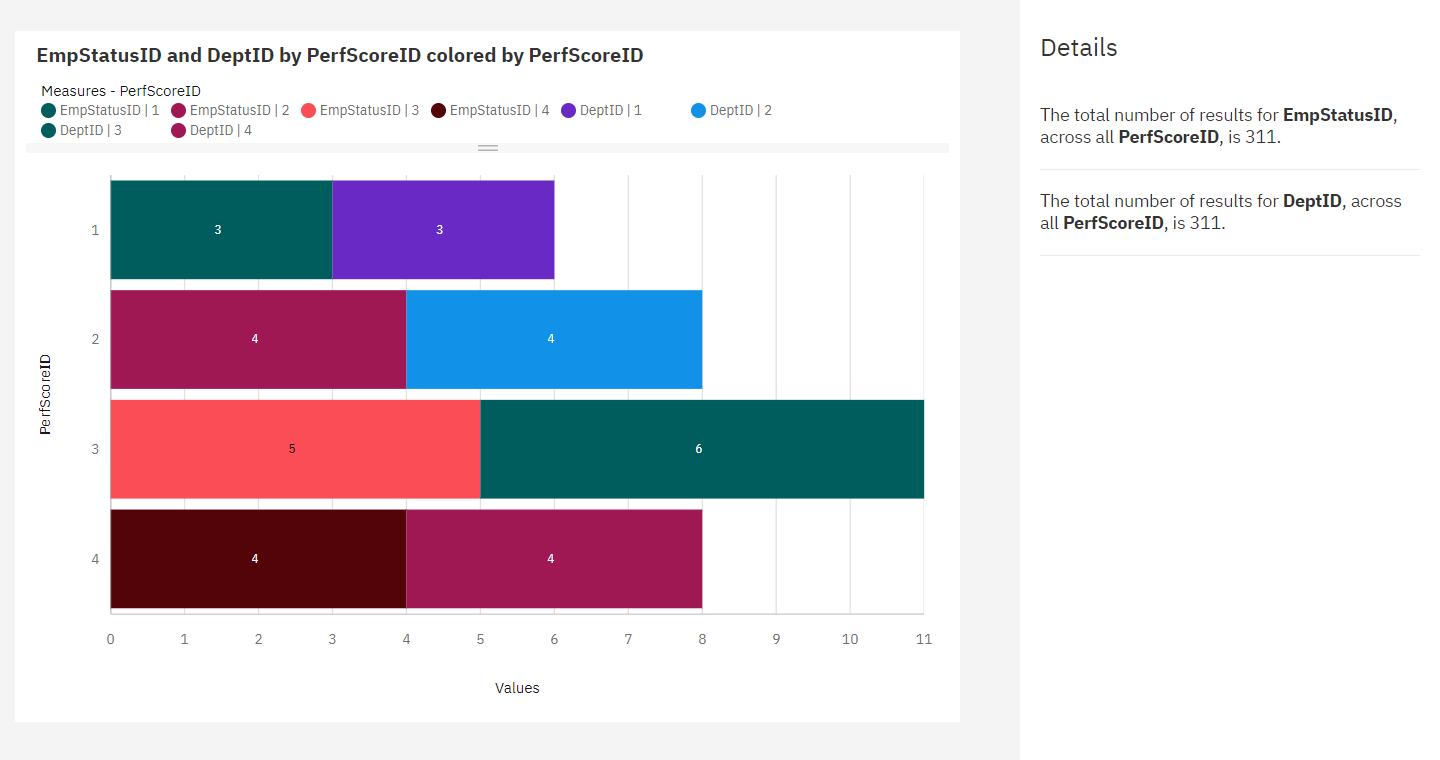 EmpStatusID and DeptID by PerfScoreID colored by PerfScoreID
Measures - PerfScoreID
EmpStatusID | 1 EmpStatusID | 2 EmpStatusID | 3 EmpStatusID | 4 DeptID | 1 DeptID | 2
DeptID | 3 DeptID | 4
PerfScoreID
1 3 3
2 4 4
3 5 6
4 4 4
0 1 2 3 4 5 6 7 8 9 10 11
Values
Details
The total number of results for EmpStatusID,
across all PerfScoreID, is 311.
The total number of results for DeptID, across
all PerfScoreID, is 311.